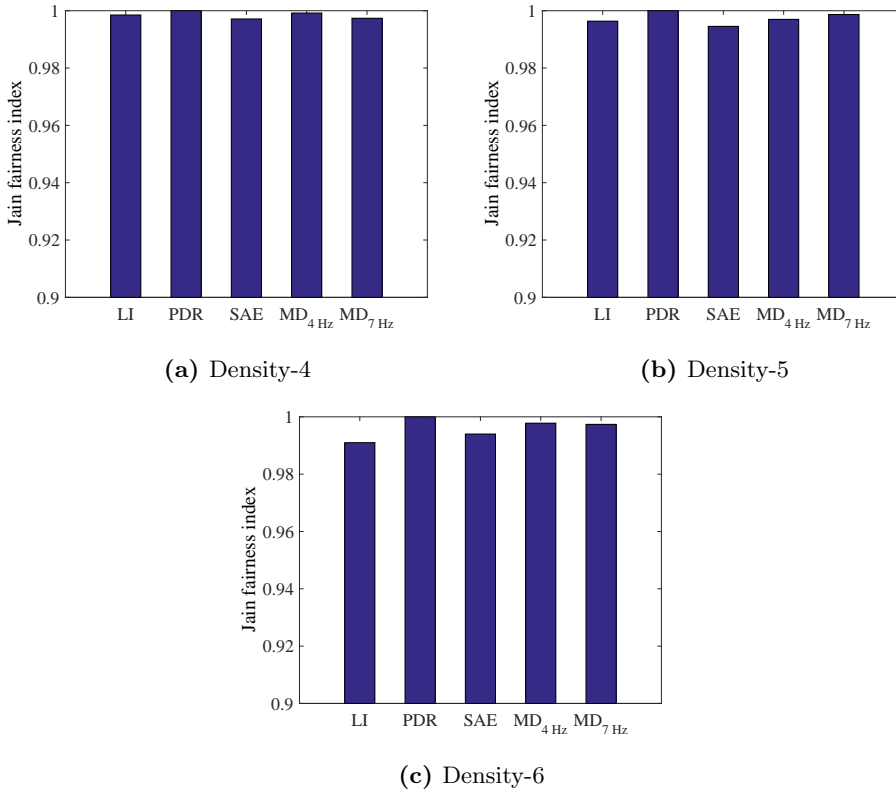 Jain fairness index
1
0.98
0.96
0.94
0.92
0.9
LI PDR SAE MD4 Hz MD7 Hz
(a) Density-4
Jain fairness index
1
0.98
0.96
0.94
0.92
0.9
LI PDR SAE MD4 Hz MD7 Hz
(b) Density-5
Jain fairness index
1
0.98
0.96
0.94
0.92
0.9
LI PDR SAE MD4 Hz MD7 Hz
(c) Density-6